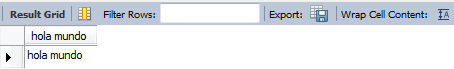 Result Grid Filter Rows: Export: Wrap Cell Content:
hola mundo
hola mundo